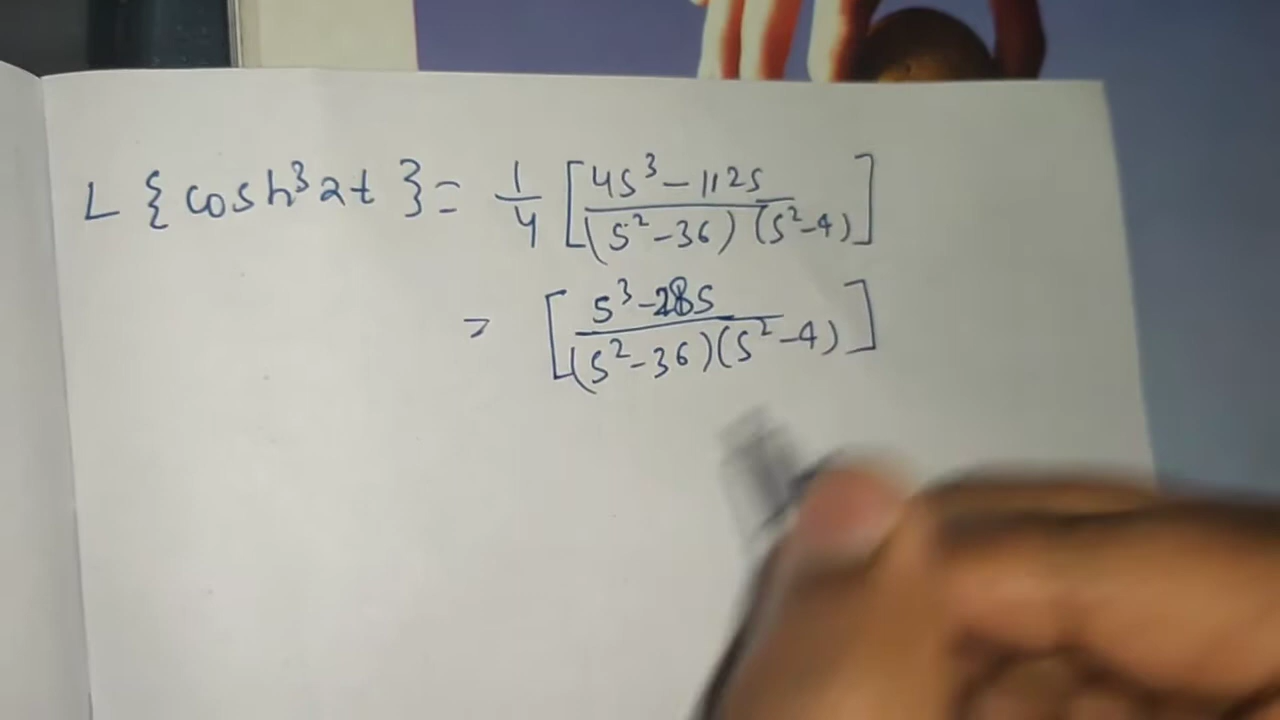 L { cosh³2t } = 1/4 [ 4s³ - 112s / (s² - 36) (s² - 4) ]
= [ s³ - 28s / (s² - 36)(s² - 4) ]